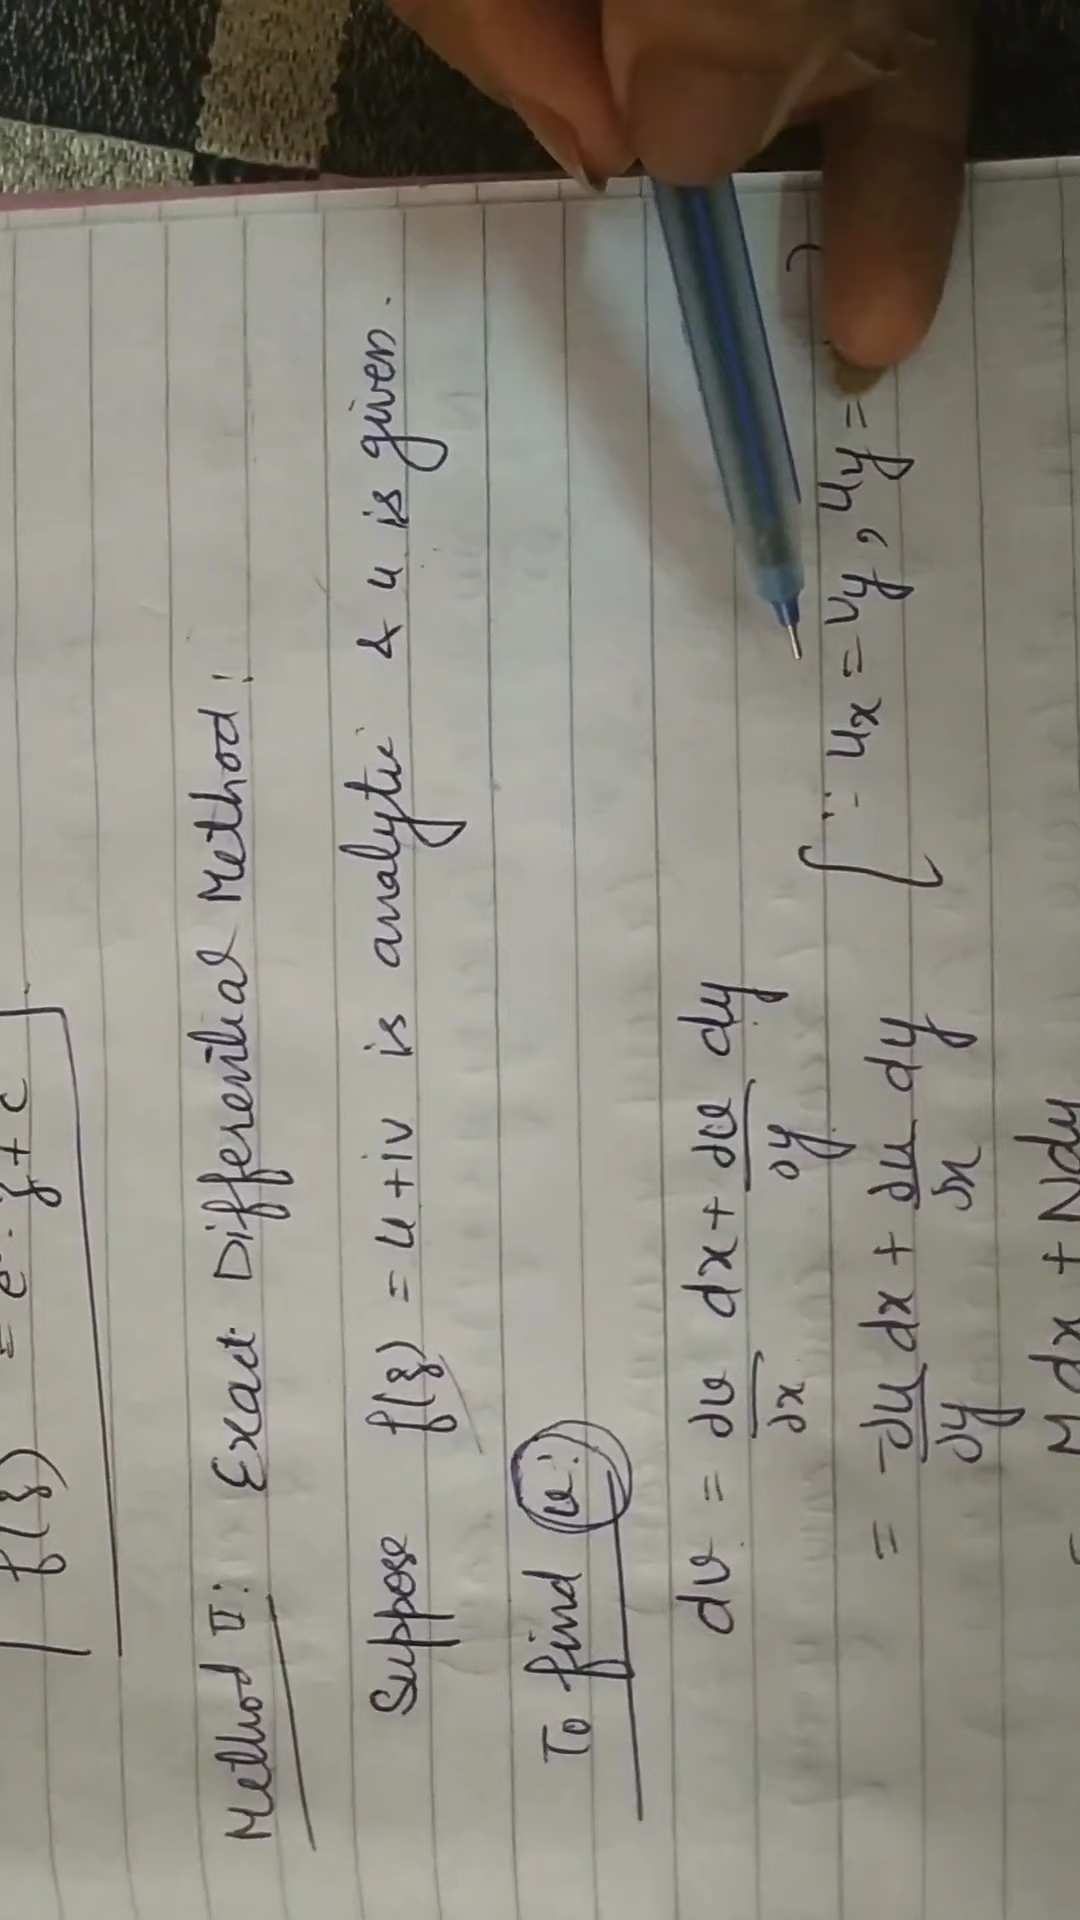 f(z) = e z + c
Method II: Exact Differential Method:
Suppose f(z) = u + iv is analytic & u is given.
To find v:
dv = ∂v/∂x dx + ∂v/∂y dy
= -∂u/∂y dx + ∂u/∂x dy [∵ ux = vy, uy =
M dx + N dy